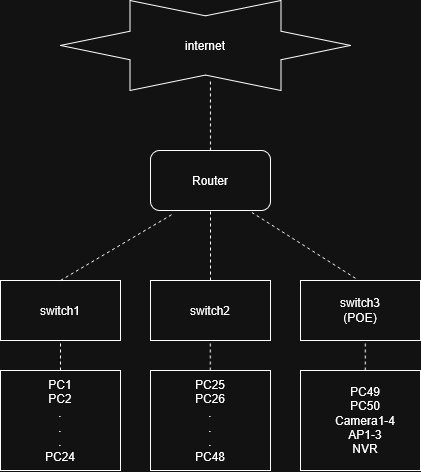 internet
Router
switch1
switch2
switch3
(POE)
PC1
PC2
.
.
PC24
PC25
PC26
.
.
PC48
PC49
PC50
Camera1-4
AP1-3
NVR